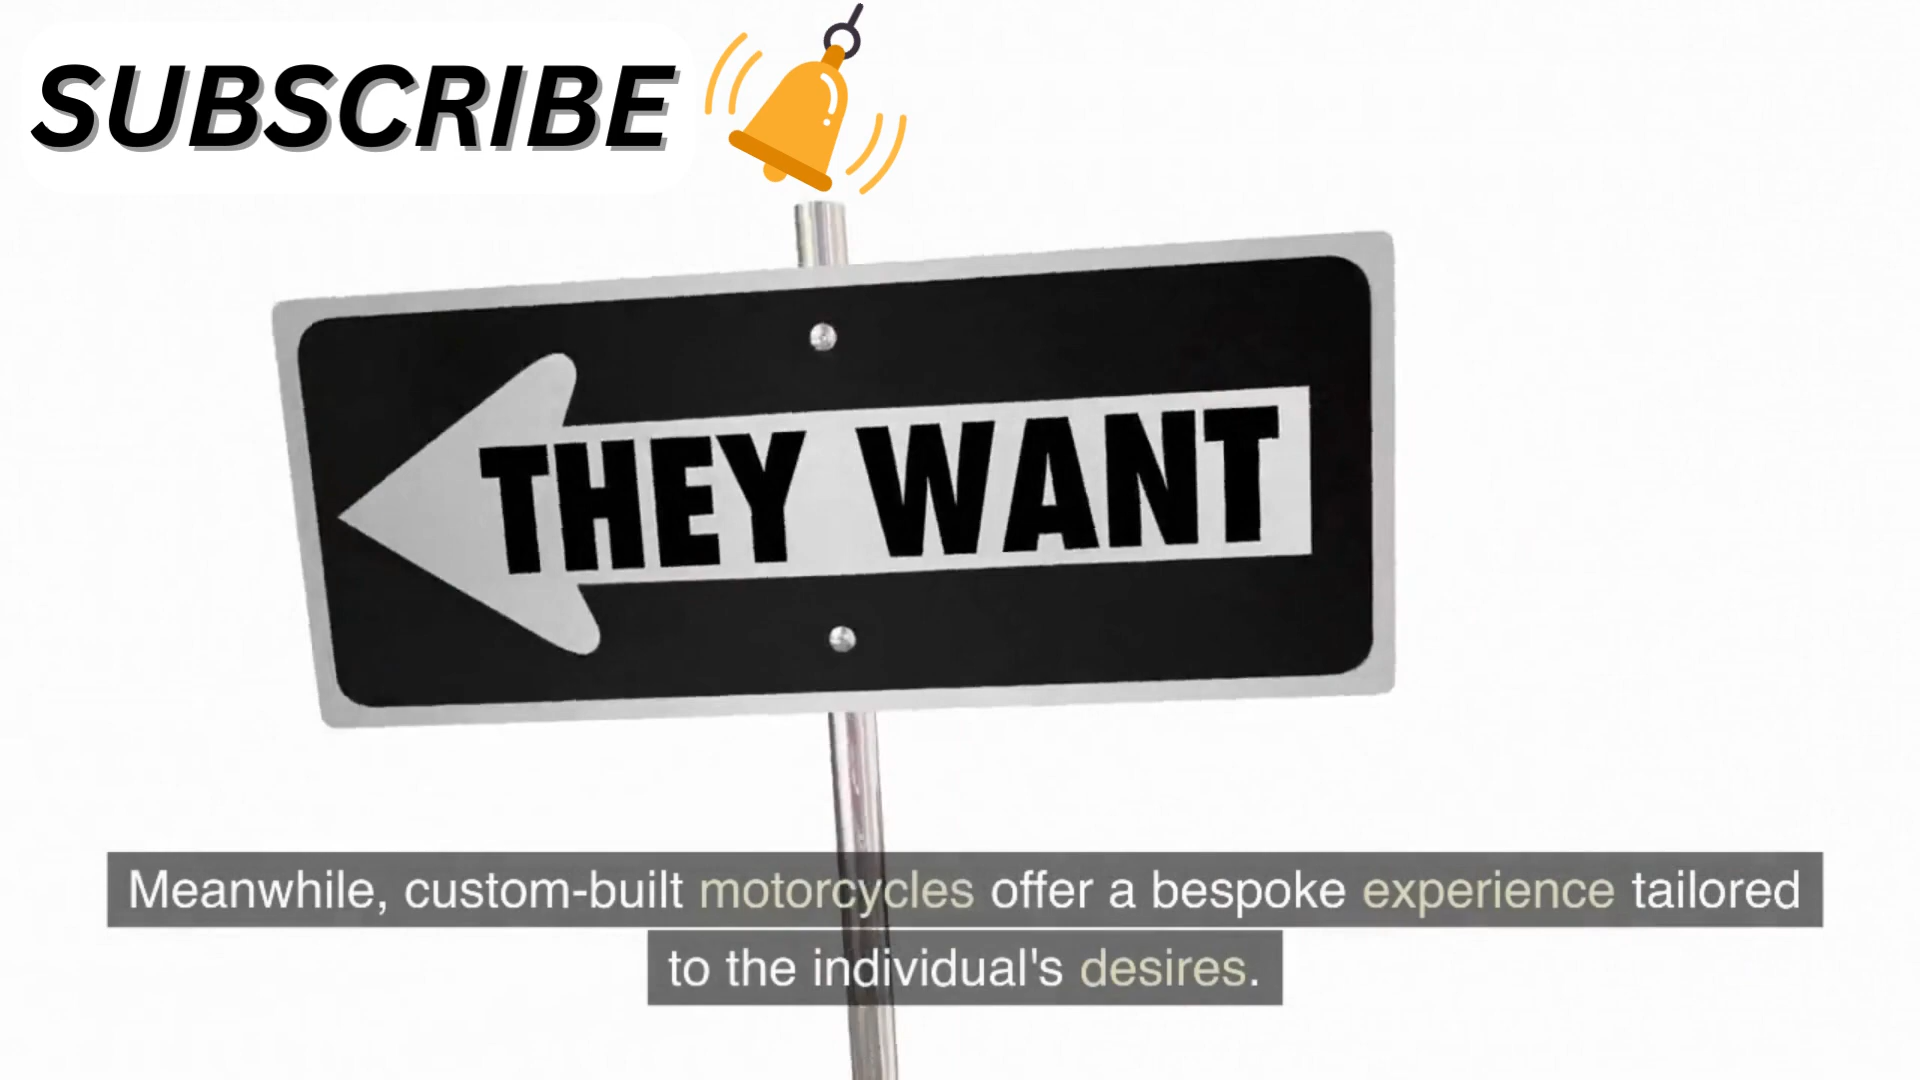 SUBSCRIBE
THEY WANT
Meanwhile, custom-built motorcycles offer a bespoke experience tailored
to the individual's desires.